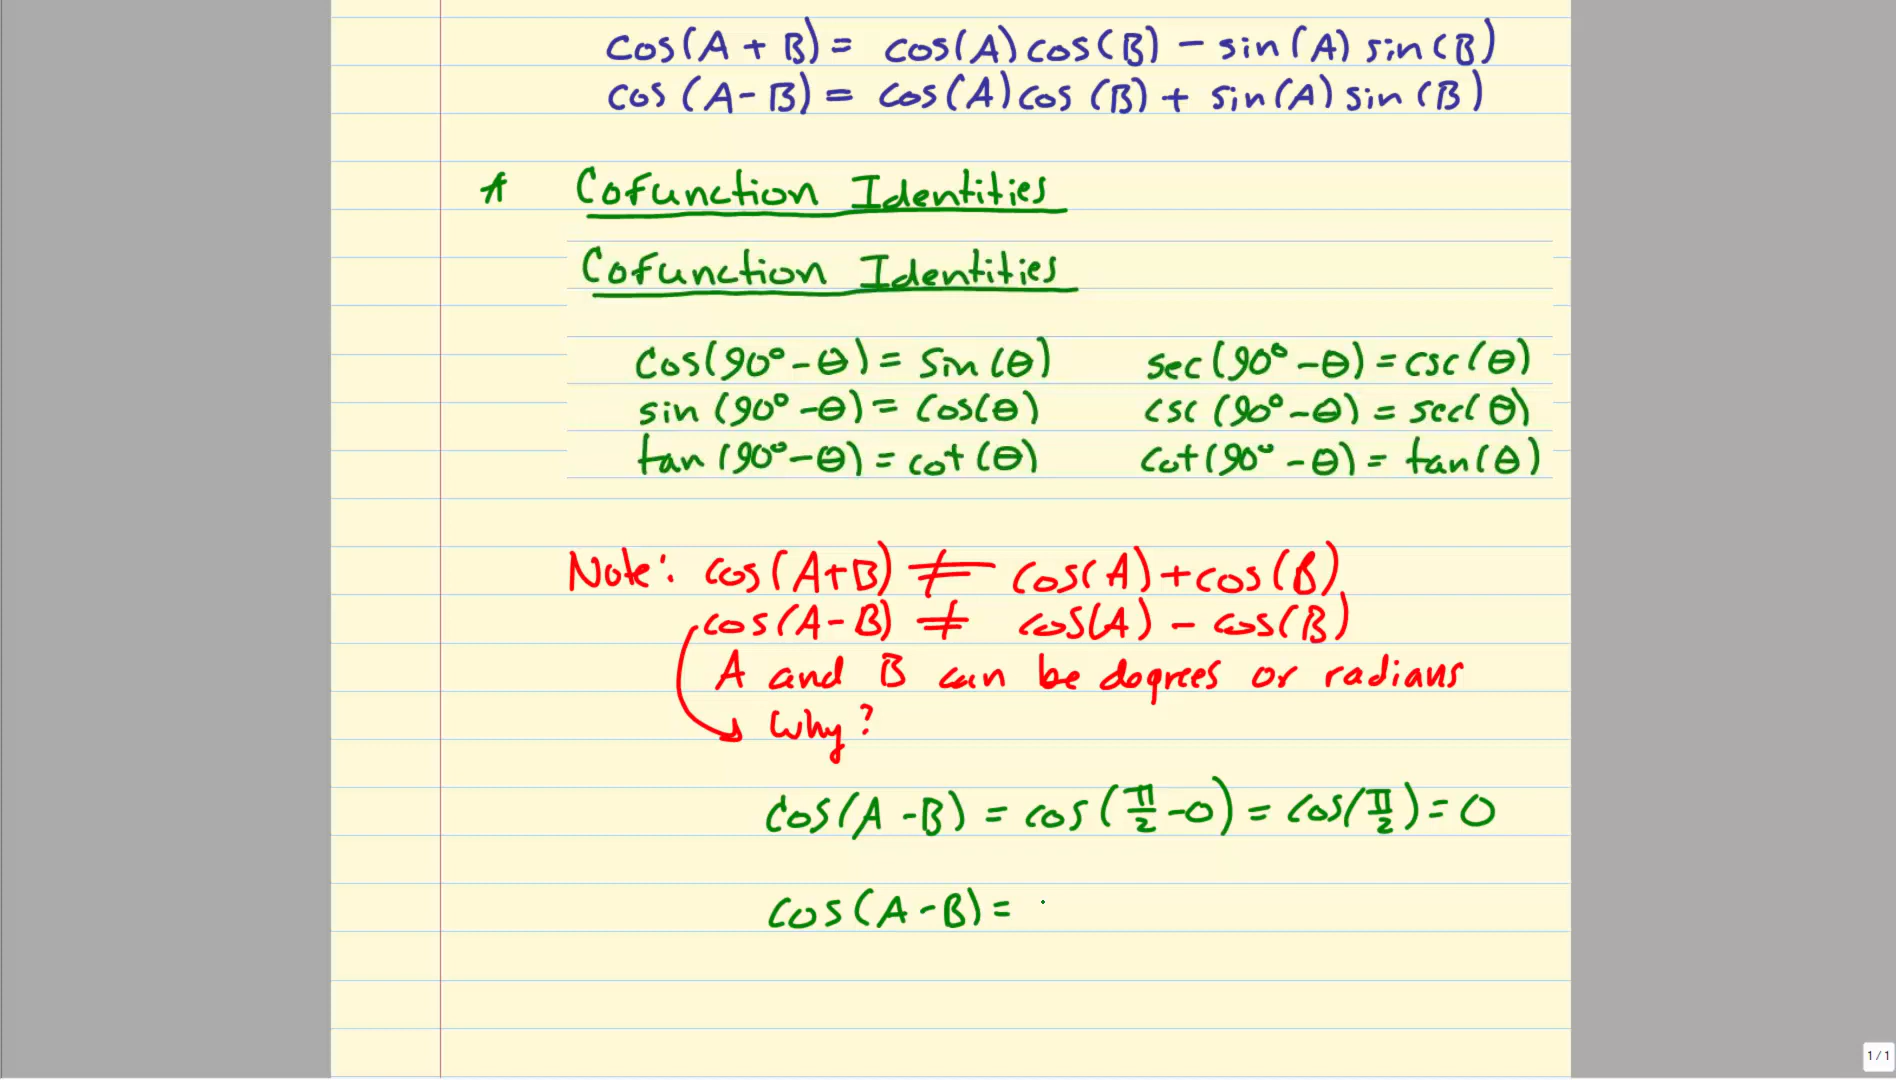 cos(A + B) = cos(A) cos(B) - sin(A) sin(B)
cos(A - B) = cos(A) cos(B) + sin(A) sin(B)
Cofunction Identities
Cofunction Identities
cos(90° - θ) = sin(θ) sec(90° - θ) = csc(θ)
sin(90° - θ) = cos(θ) csc(90° - θ) = sec(θ)
tan(90° - θ) = cot(θ) cot(90° - θ) = tan(θ)
Note: cos(A+B) ≠ cos(A) + cos(B)
cos(A - B) ≠ cos(A) - cos(B)
A and B can be degrees or radians
Why?
cos(A - B) = cos(π/2 - 0) = cos(π/2) = 0
cos(A - B) =
1 / 1